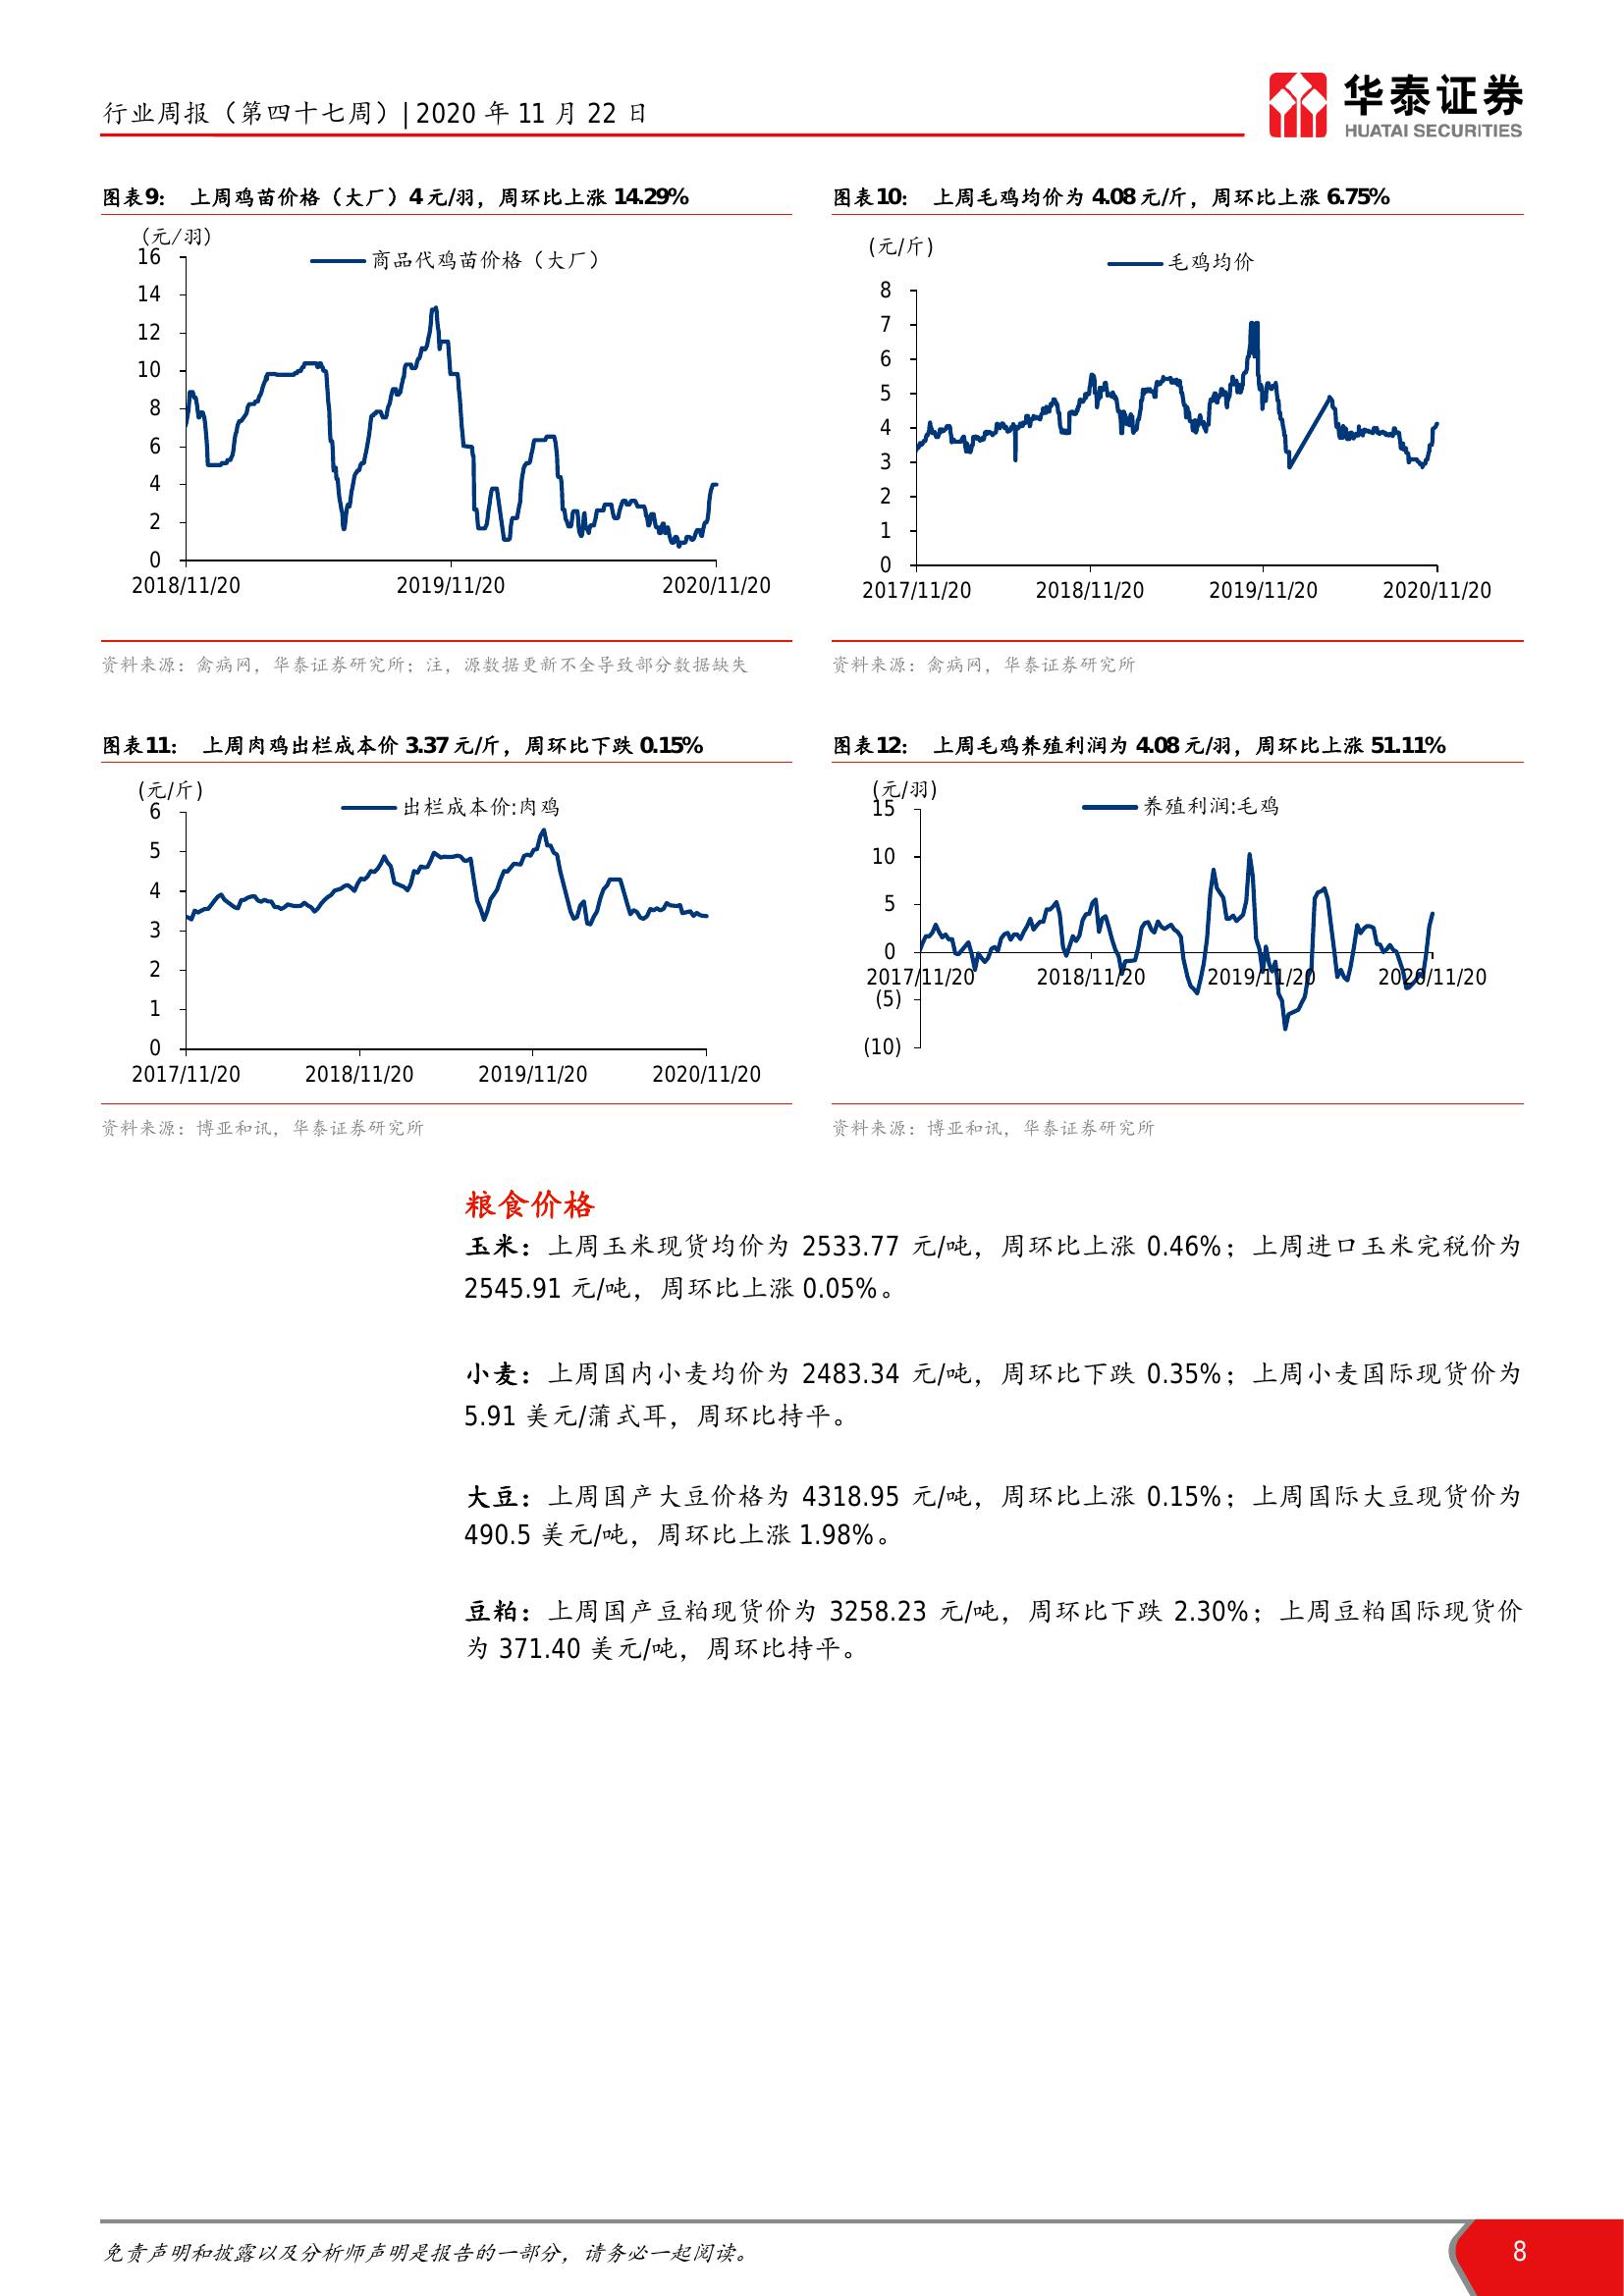 行业周报（第四十七周）| 2020 年 11 月 22 日
华泰证券
HUATAI SECURITIES
图表9： 上周鸡苗价格（大厂）4 元/羽，周环比上涨 14.29%
(元/羽)
商品代鸡苗价格（大厂）
16
14
12
10
8
6
4
2
0
2018/11/20 2019/11/20 2020/11/20
资料来源：禽病网，华泰证券研究所；注，源数据更新不全导致部分数据缺失
图表10： 上周毛鸡均价为 4.08 元/斤，周环比上涨 6.75%
(元/斤)
毛鸡均价
8
7
6
5
4
3
2
1
0
2017/11/20 2018/11/20 2019/11/20 2020/11/20
资料来源：禽病网，华泰证券研究所
图表11： 上周肉鸡出栏成本价 3.37 元/斤，周环比下跌 0.15%
(元/斤)
出栏成本价:肉鸡
6
5
4
3
2
1
0
2017/11/20 2018/11/20 2019/11/20 2020/11/20
资料来源：博亚和讯，华泰证券研究所
图表12： 上周毛鸡养殖利润为 4.08 元/羽，周环比上涨 51.11%
(元/羽)
养殖利润:毛鸡
15
10
5
0
2017/11/20 2018/11/20 2019/11/20 2020/11/20
(5)
(10)
资料来源：博亚和讯，华泰证券研究所
粮食价格
玉米：上周玉米现货均价为 2533.77 元/吨，周环比上涨 0.46%；上周进口玉米完税价为
2545.91 元/吨，周环比上涨 0.05%。
小麦：上周国内小麦均价为 2483.34 元/吨，周环比下跌 0.35%；上周小麦国际现货价为
5.91 美元/蒲式耳，周环比持平。
大豆：上周国产大豆价格为 4318.95 元/吨，周环比上涨 0.15%；上周国际大豆现货价为
490.5 美元/吨，周环比上涨 1.98%。
豆粕：上周国产豆粕现货价为 3258.23 元/吨，周环比下跌 2.30%；上周豆粕国际现货价
为 371.40 美元/吨，周环比持平。
免责声明和披露以及分析师声明是报告的一部分，请务必一起阅读。
8